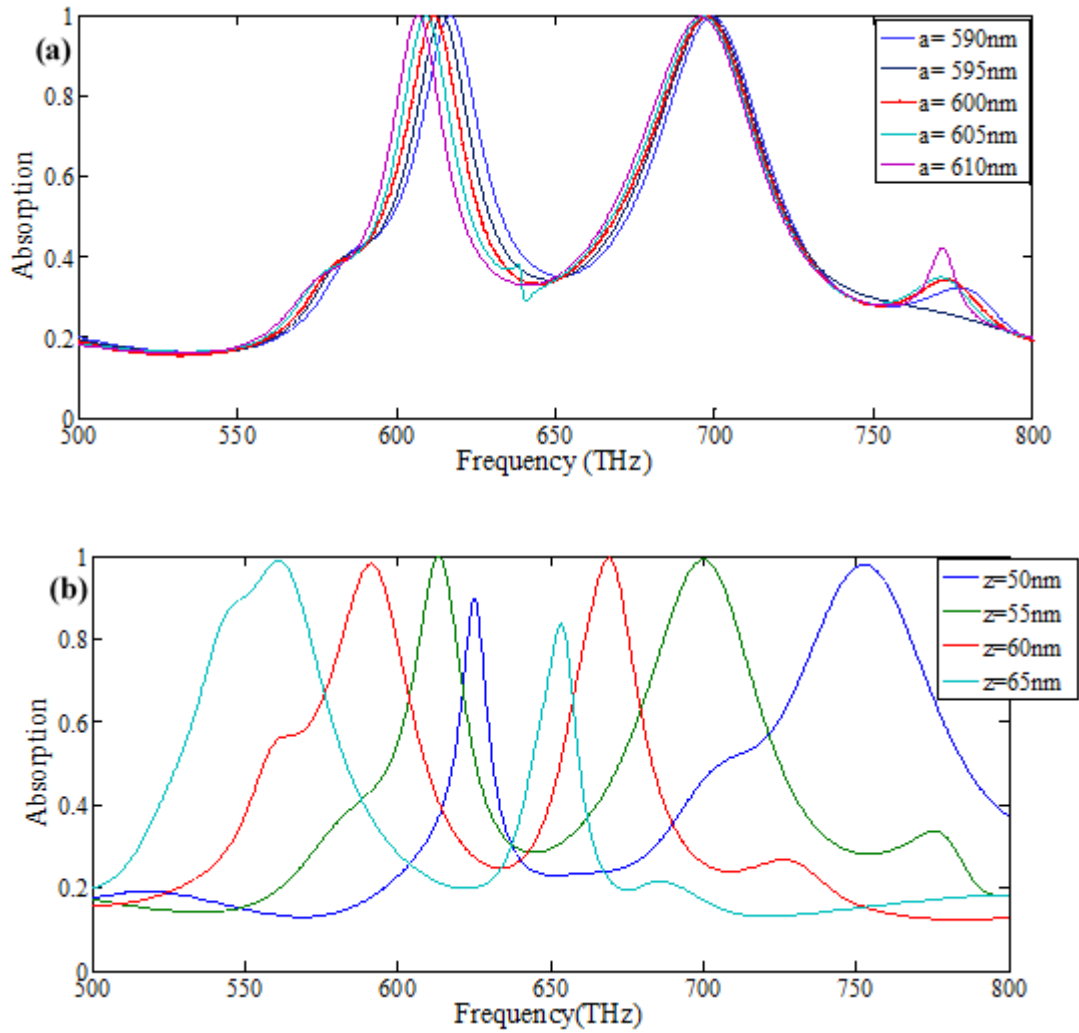 (a)
1
0.8
0.6
0.4
0.2
0
Absorption
500
550
600
650
700
750
800
Frequency (THz)
a= 590nm
a= 595nm
a= 600nm
a= 605nm
a= 610nm
(b)
1
0.8
0.6
0.4
0.2
0
Absorption
500
550
600
650
700
750
800
Frequency(THz)
z=50nm
z=55nm
z=60nm
z=65nm